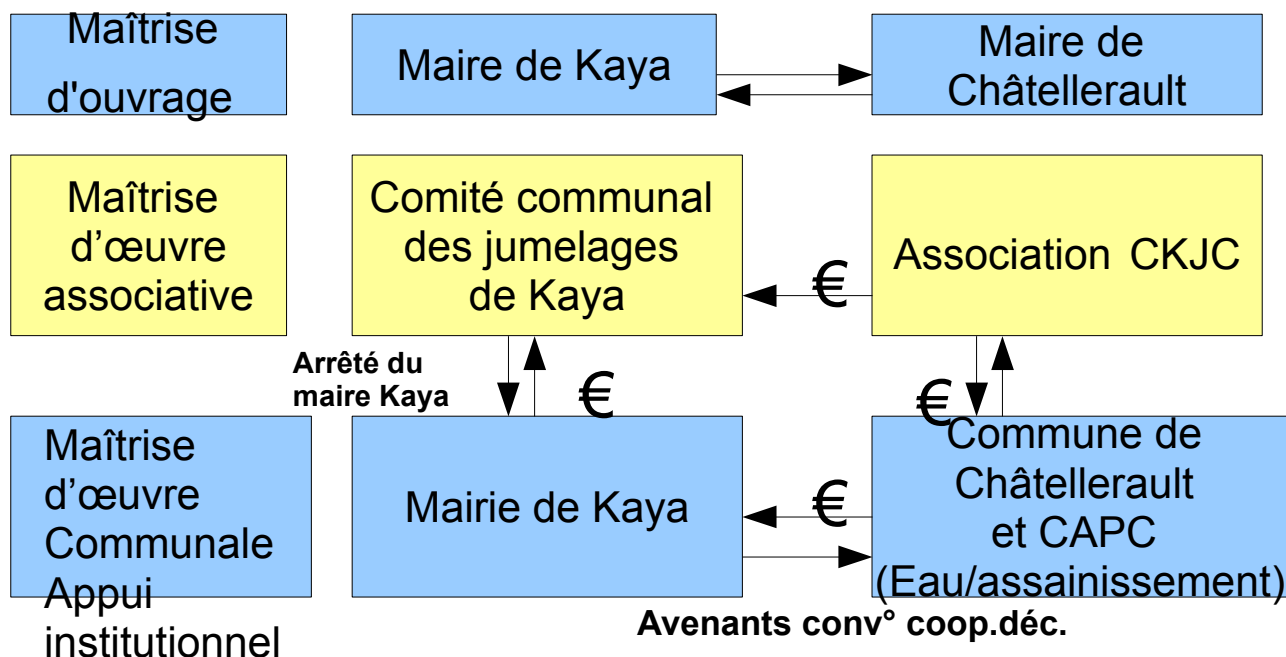 Maîtrise
d'ouvrage
Maire de Kaya
Maire de
Châtellerault
Maîtrise
d’œuvre
associative
Comité communal
des jumelages
de Kaya
€
Association CKJC
Arrêté du
maire Kaya
€
€
Maîtrise
d’œuvre
Communale
Appui
institutionnel
Mairie de Kaya
€
Commune de
Châtellerault
et CAPC
(Eau/assainissement)
Avenants conv° coop.déc.